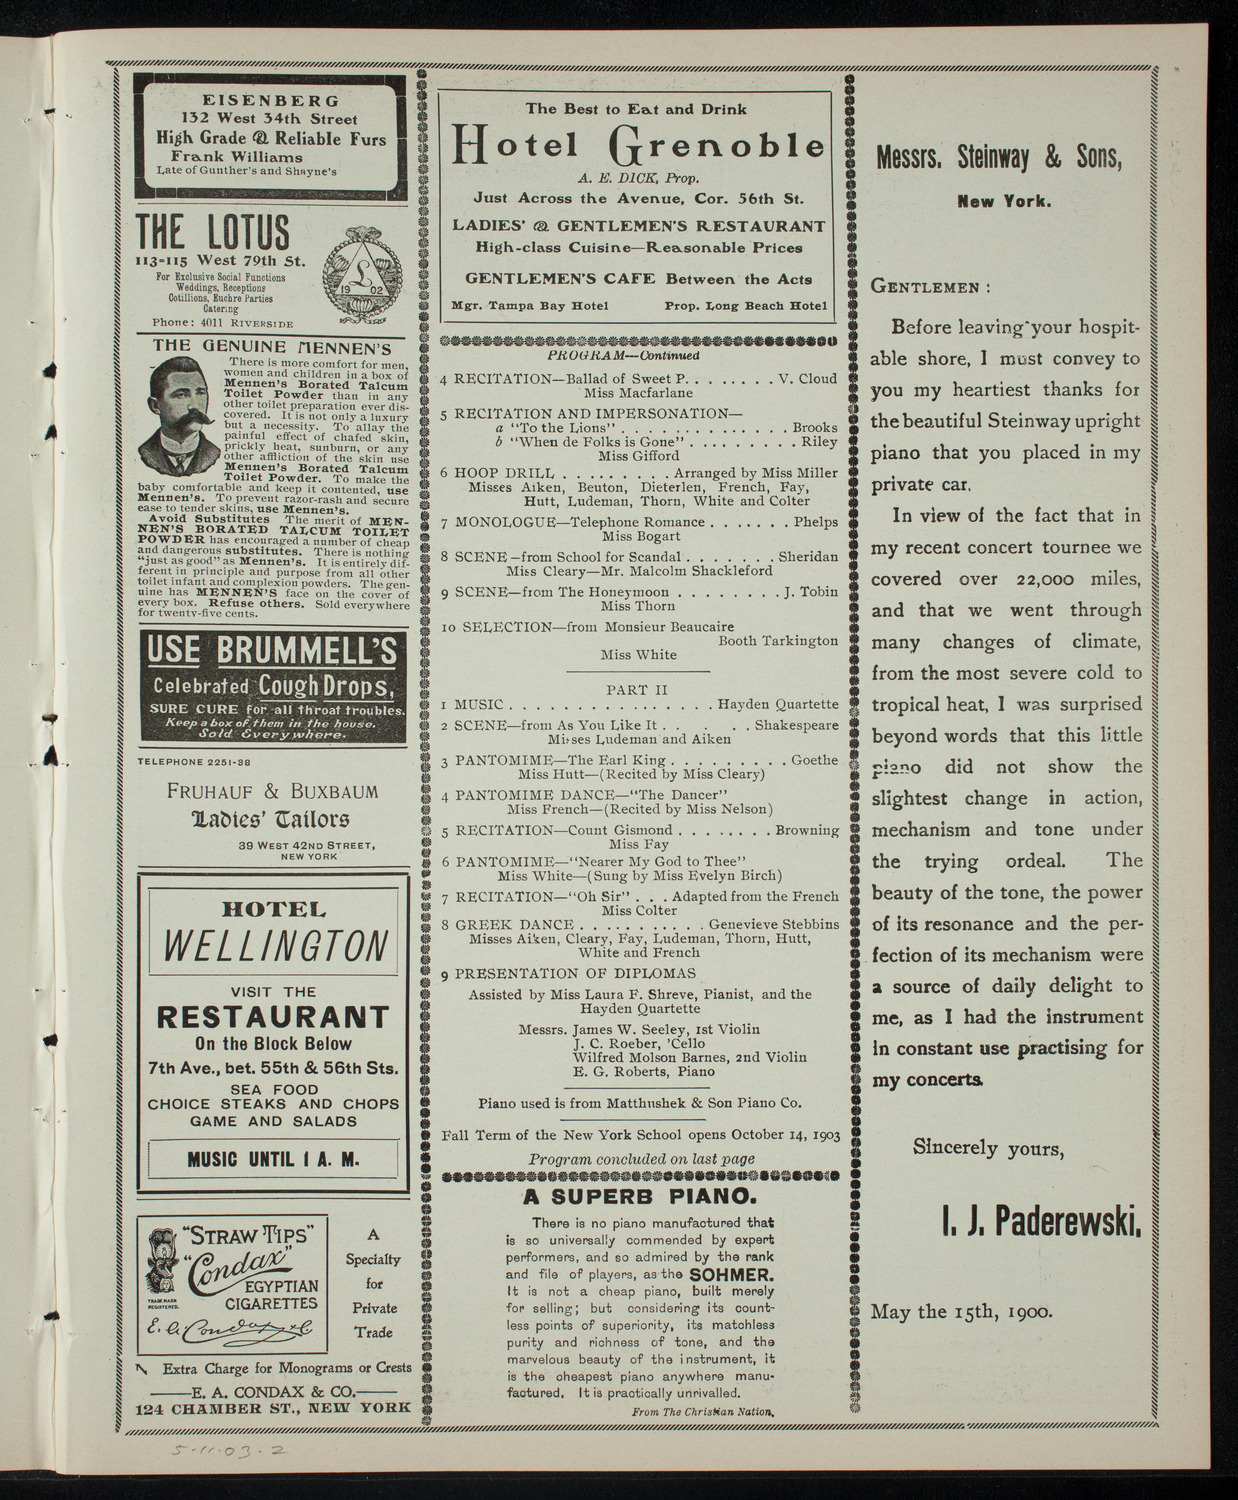 EISENBERG
132 West 34th Street
High Grade & Reliable Furs
Frank Williams
Late of Gunther's and Shayne's
THE LOTUS
113-115 West 79th St.
For Exclusive Social Functions
Weddings, Receptions
Cotillions, Euchre Parties
Catering
Phone: 4011 RIVERSIDE
L
19 02
THE GENUINE MENNEN'S
There is more comfort for men,
women and children in a box of
Mennen's Borated Talcum
Toilet Powder than in any
other toilet preparation ever dis-
covered. It is not only a luxury
but a necessity. To allay the
painful effect of chafed skin,
prickly heat, sunburn, or any
other affliction of the skin use
Mennen's Borated Talcum
Toilet Powder. To make the
baby comfortable and keep it contented, use
Mennen's. To prevent razor-rash and secure
ease to tender skins, use Mennen's.
Avoid Substitutes The merit of MEN-
NEN'S BORATED TALCUM TOILET
POWDER has encouraged a number of cheap
and dangerous substitutes. There is nothing
"just as good" as Mennen's. It is entirely dif-
ferent in principle and purpose from all other
toilet infant and complexion powders. The gen-
uine has MENNEN'S face on the cover of
every box. Refuse others. Sold everywhere
for twenty-five cents.
USE BRUMMELL'S
Celebrated Cough Drops,
SURE CURE for all throat troubles.
Keep a box of them in the house.
Sold Everywhere.
TELEPHONE 2251-38
FRUHAUF & BUXBAUM
Ladies' Tailors
39 WEST 42ND STREET,
NEW YORK
HOTEL
WELLINGTON
VISIT THE
RESTAURANT
On the Block Below
7th Ave., bet. 55th & 56th Sts.
SEA FOOD
CHOICE STEAKS AND CHOPS
GAME AND SALADS
MUSIC UNTIL 1 A. M.
"STRAW TIPS"
"Condax"
EGYPTIAN
CIGARETTES
TRADE MARK
REGISTERED.
E. A. Condax & Co
A
Specialty
for
Private
Trade
Extra Charge for Monograms or Crests
E. A. CONDAX & CO.
124 CHAMBER ST., NEW YORK
The Best to Eat and Drink
Hotel Grenoble
A. E. DICK, Prop.
Just Across the Avenue, Cor. 56th St.
LADIES' & GENTLEMEN'S RESTAURANT
High-class Cuisine—Reasonable Prices
GENTLEMEN'S CAFE Between the Acts
Mgr. Tampa Bay Hotel Prop. Long Beach Hotel
PROGRAM—Continued
4 RECITATION—Ballad of Sweet P. . . . . . . . V. Cloud
Miss Macfarlane
5 RECITATION AND IMPERSONATION—
a "To the Lions" . . . . . . . . . . . . . . Brooks
b "When de Folks is Gone" . . . . . . . . . Riley
Miss Gifford
6 HOOP DRILL . . . . . . . . . Arranged by Miss Miller
Misses Aiken, Beuton, Dieterlen, French, Fay,
Hutt, Ludeman, Thorn, White and Colter
7 MONOLOGUE—Telephone Romance . . . . . . . Phelps
Miss Bogart
8 SCENE—from School for Scandal . . . . . . . Sheridan
Miss Cleary—Mr. Malcolm Shackleford
9 SCENE—from The Honeymoon . . . . . . . . J. Tobin
Miss Thorn
10 SELECTION—from Monsieur Beaucaire
Booth Tarkington
Miss White
PART II
1 MUSIC . . . . . . . . . . . . . . . . Hayden Quartette
2 SCENE—from As You Like It . . . . Shakespeare
Misses Ludeman and Aiken
3 PANTOMIME—The Earl King . . . . . . . . . Goethe
Miss Hutt—(Recited by Miss Cleary)
4 PANTOMIME DANCE—"The Dancer"
Miss French—(Recited by Miss Nelson)
5 RECITATION—Count Gismond . . . . . . . . Browning
Miss Fay
6 PANTOMIME—"Nearer My God to Thee"
Miss White—(Sung by Miss Evelyn Birch)
7 RECITATION—"Oh Sir" . . . Adapted from the French
Miss Colter
8 GREEK DANCE . . . . . . . . . . . Genevieve Stebbins
Misses Aiken, Cleary, Fay, Ludeman, Thorn, Hutt,
White and French
9 PRESENTATION OF DIPLOMAS
Assisted by Miss Laura F. Shreve, Pianist, and the
Hayden Quartette
Messrs. James W. Seeley, 1st Violin
J. C. Roeber, 'Cello
Wilfred Molson Barnes, 2nd Violin
E. G. Roberts, Piano
Piano used is from Matthushek & Son Piano Co.
Fall Term of the New York School opens October 14, 1903
Program concluded on last page
A SUPERB PIANO.
There is no piano manufactured that
is so universally commended by expert
performers, and so admired by the rank
and file of players, as the SOHMER.
It is not a cheap piano, built merely
for selling; but considering its count-
less points of superiority, its matchless
purity and richness of tone, and the
marvelous beauty of the instrument, it
is the cheapest piano anywhere manu-
factured. It is practically unrivalled.
From The Christian Nation.
Messrs. Steinway & Sons,
New York.
GENTLEMEN:
Before leaving your hospit-
able shore, I must convey to
you my heartiest thanks for
the beautiful Steinway upright
piano that you placed in my
private car.
In view of the fact that in
my recent concert tournee we
covered over 22,000 miles,
and that we went through
many changes of climate,
from the most severe cold to
tropical heat, I was surprised
beyond words that this little
piano did not show the
slightest change in action,
mechanism and tone under
the trying ordeal. The
beauty of the tone, the power
of its resonance and the per-
fection of its mechanism were
a source of daily delight to
me, as I had the instrument
in constant use practising for
my concerts.
Sincerely yours,
I. J. Paderewski.
May the 15th, 1900.
5-11-03-2